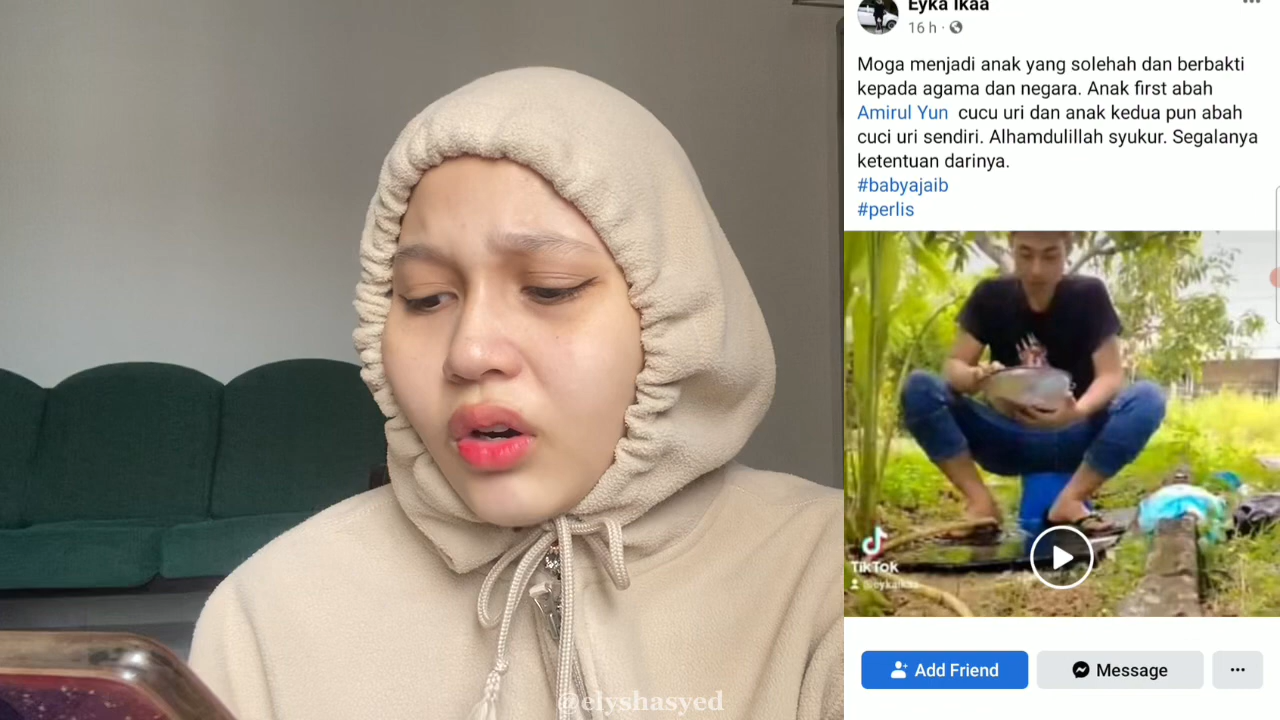 Eyka Ikaa
16 h
Moga menjadi anak yang solehah dan berbakti
kepada agama dan negara. Anak first abah
Amirul Yun cucu uri dan anak kedua pun abah
cuci uri sendiri. Alhamdulillah syukur. Segalanya
ketentuan darinya.
#babyajaib
#perlis
TikTok
@eykaikaa
Add Friend
Message
@elyshasyed